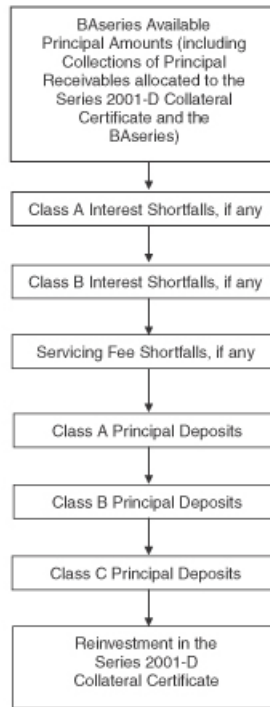 BAseries Available
Principal Amounts (including
Collections of Principal
Receivables allocated to the
Series 2001-D Collateral
Certificate and the
BAseries)
Class A Interest Shortfalls, if any
Class B Interest Shortfalls, if any
Servicing Fee Shortfalls, if any
Class A Principal Deposits
Class B Principal Deposits
Class C Principal Deposits
Reinvestment in the
Series 2001-D
Collateral Certificate